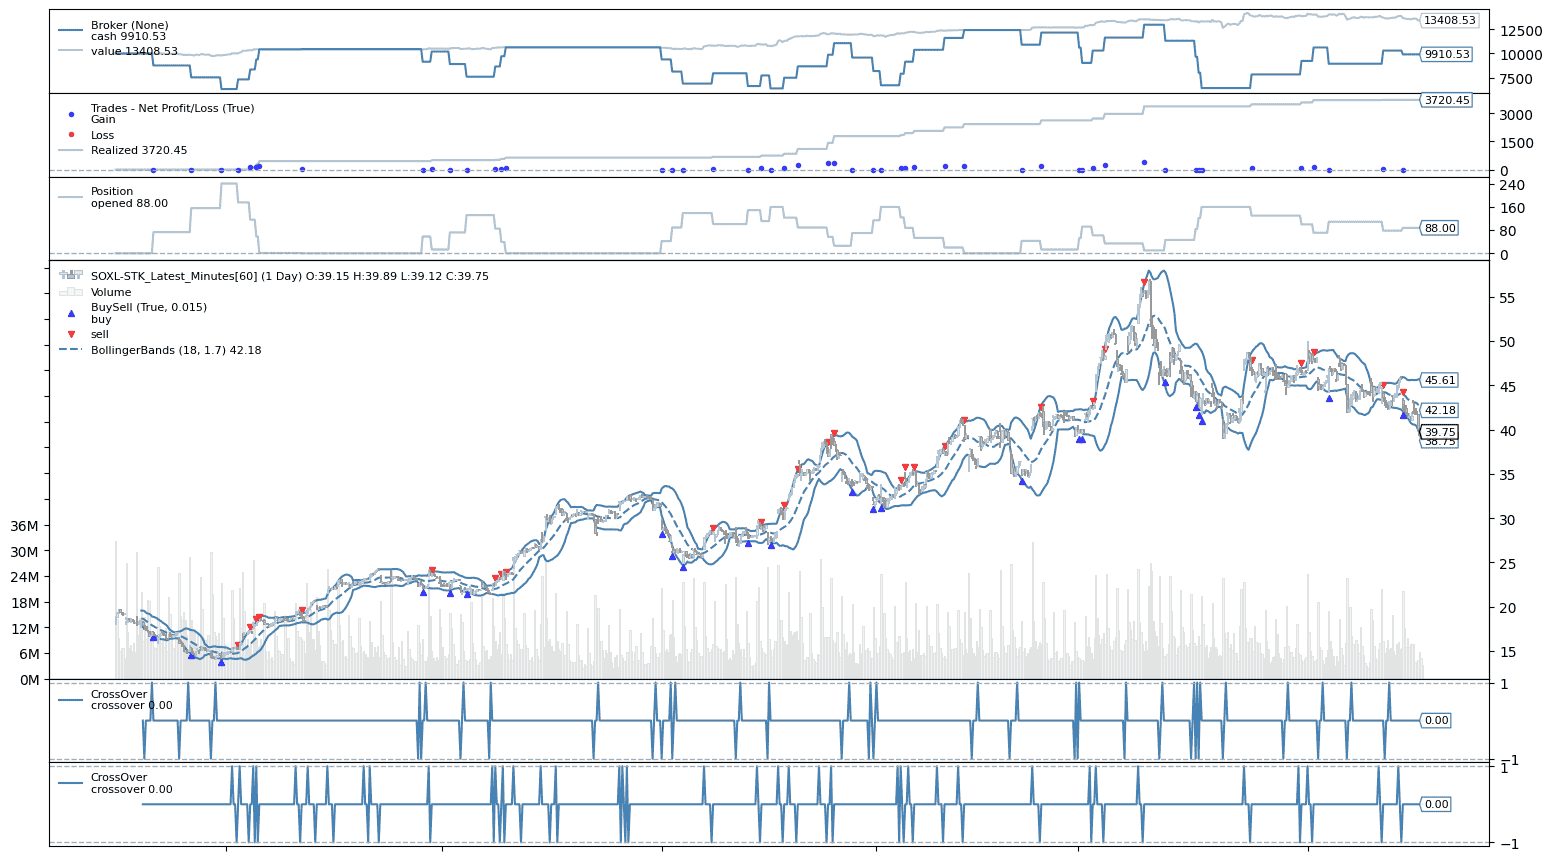 Broker (None)
cash 9910.53
value 13408.53
13408.53
12500
9910.53
10000
7500
Trades - Net Profit/Loss (True)
Gain
Loss
Realized 3720.45
3720.45
3000
1500
0
Position
opened 88.00
240
160
88.00
80
0
SOXL-STK_Latest_Minutes[60] (1 Day) O:39.15 H:39.89 L:39.12 C:39.75
Volume
BuySell (True, 0.015)
buy
sell
BollingerBands (18, 1.7) 42.18
55
50
45.61
45
42.18
39.75
38.75
40
35
30
25
20
15
36M
30M
24M
18M
12M
6M
0M
CrossOver
crossover 0.00
1
0.00
−1
CrossOver
crossover 0.00
1
0.00
−1